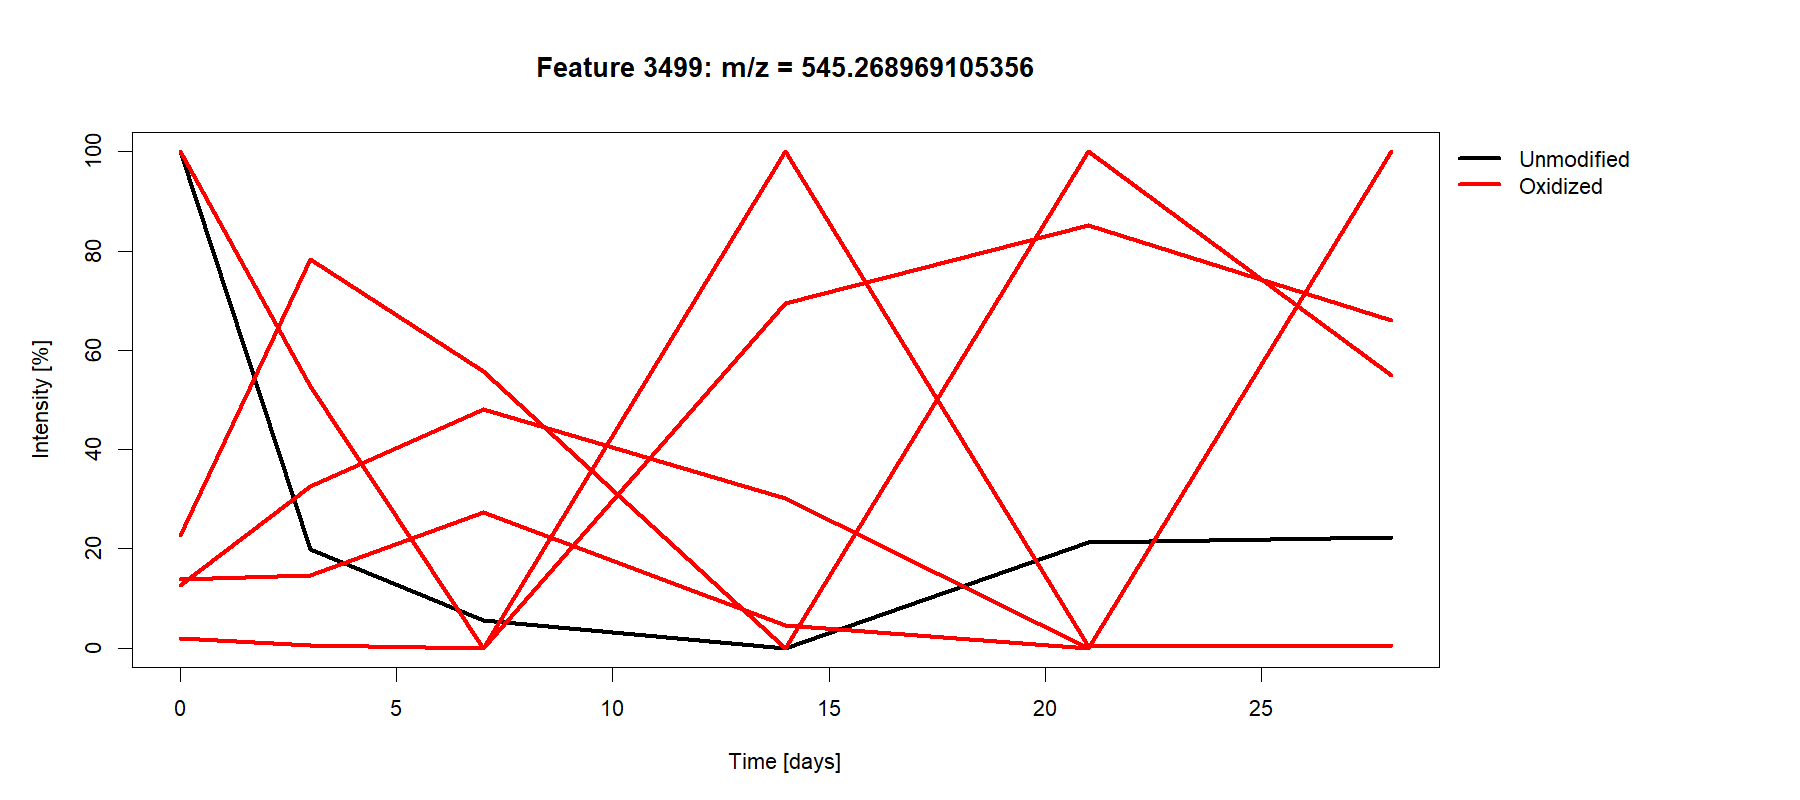 Feature 3499: m/z = 545.268969105356
Unmodified
Oxidized
Intensity [%]
100
80
60
40
20
0
0 5 10 15 20 25
Time [days]